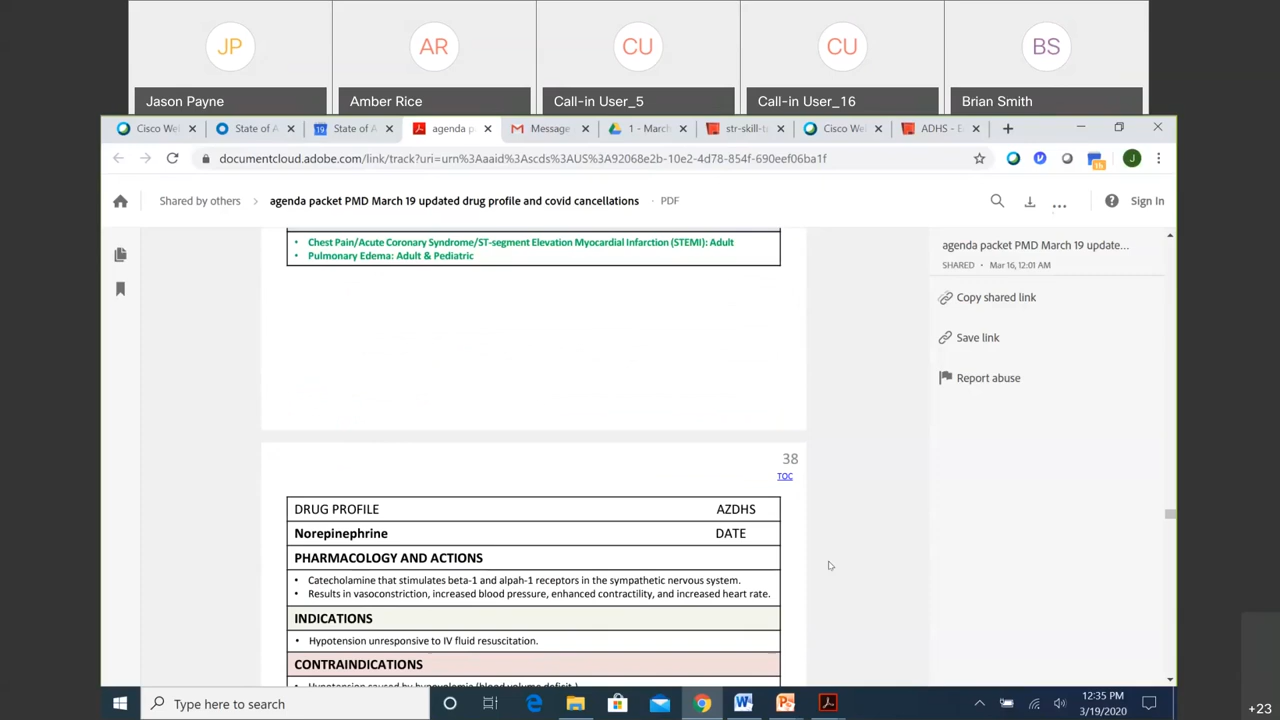 JP
AR
CU
CU
BS
Jason Payne
Amber Rice
Call-in User_5
Call-in User_16
Brian Smith
Cisco We
State of A
State of A
agenda p
Message
1 - March
str-skill-t
Cisco We
ADHS - E
documentcloud.adobe.com/link/track?uri=urn%3Aaaid%3Ascds%3AUS%3A92068e2b-10e2-4d78-854f-690eef06ba1f
Shared by others
agenda packet PMD March 19 updated drug profile and covid cancellations
PDF
Sign In
Chest Pain/Acute Coronary Syndrome/ST-segment Elevation Myocardial Infarction (STEMI): Adult
Pulmonary Edema: Adult & Pediatric
agenda packet PMD March 19 update...
SHARED • Mar 16, 12:01 AM
Copy shared link
Save link
Report abuse
38
TOC
DRUG PROFILE AZDHS
Norepinephrine DATE
PHARMACOLOGY AND ACTIONS
• Catecholamine that stimulates beta-1 and alpah-1 receptors in the sympathetic nervous system.
• Results in vasoconstriction, increased blood pressure, enhanced contractility, and increased heart rate.
INDICATIONS
• Hypotension unresponsive to IV fluid resuscitation.
CONTRAINDICATIONS
• Hypotension caused by hypovolemia (blood volume deficit.)
Type here to search
12:35 PM
3/19/2020
+23